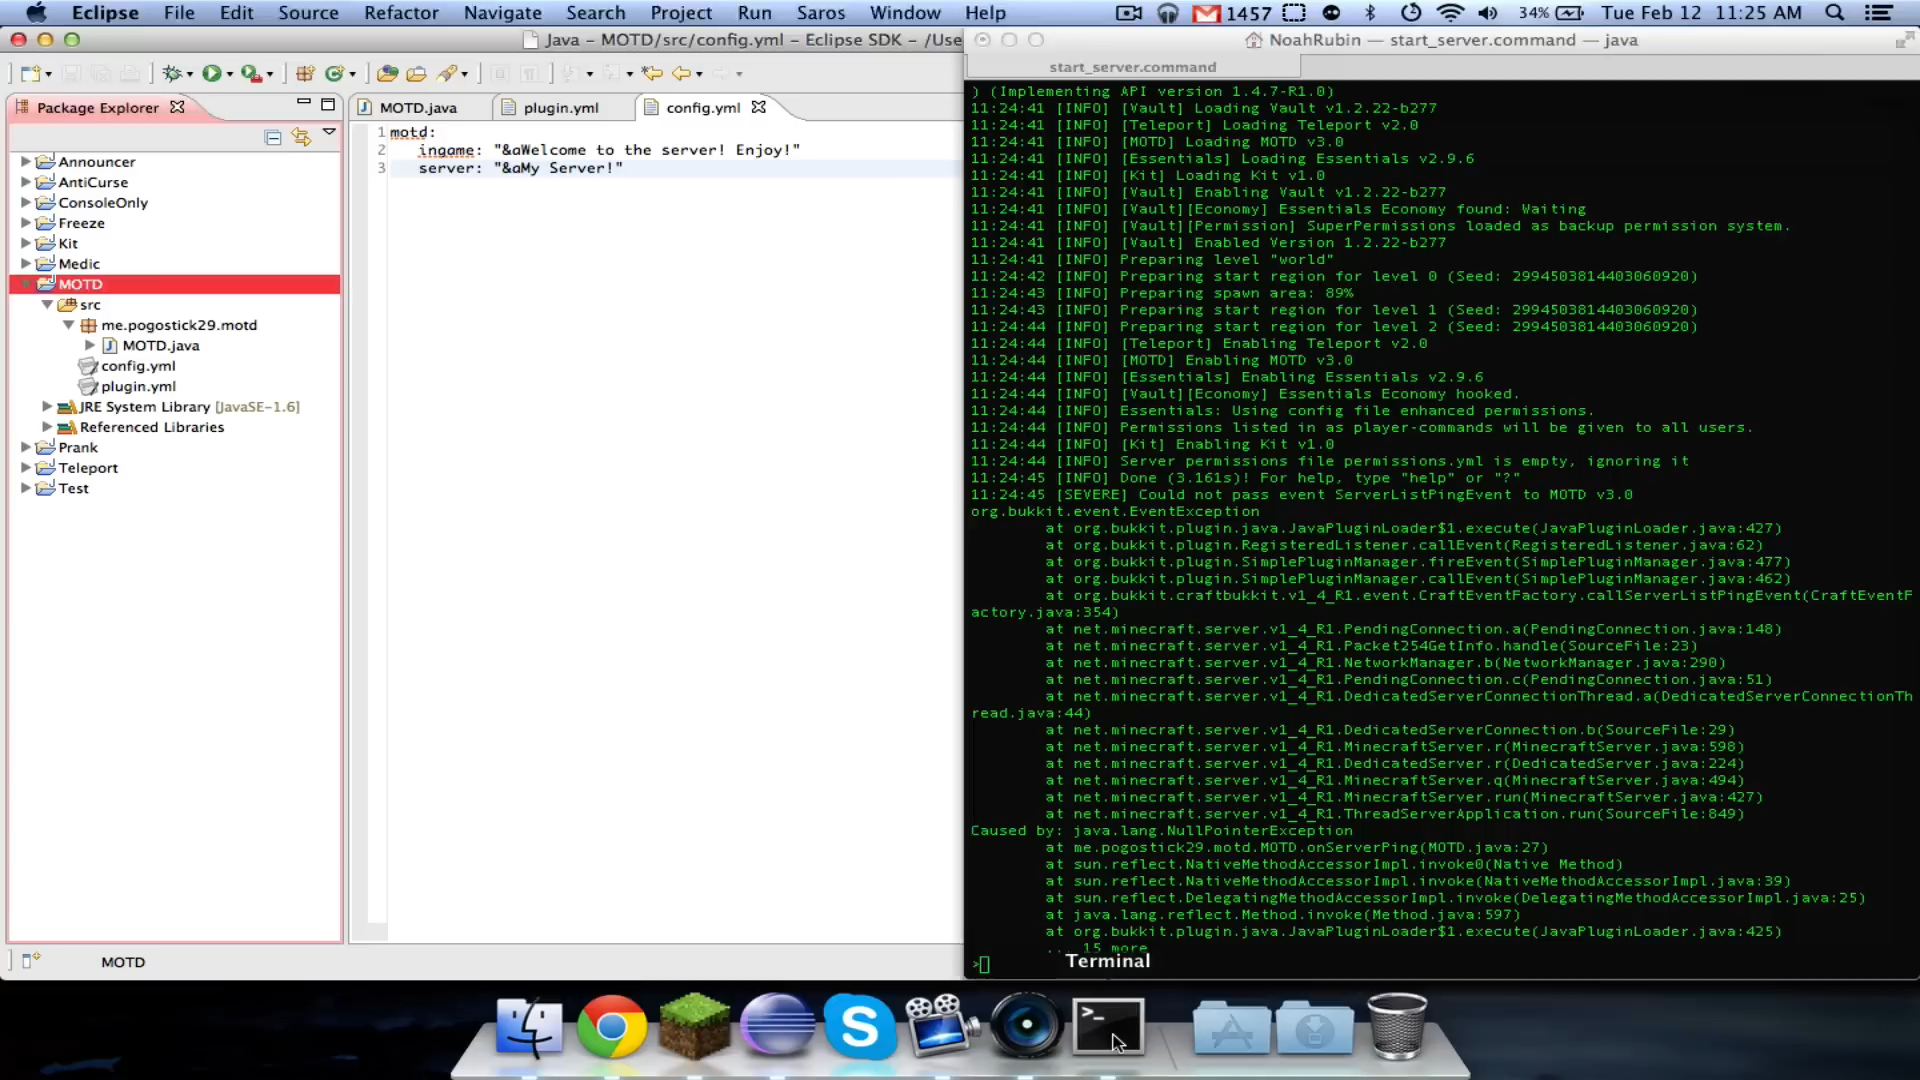 Eclipse File Edit Source Refactor Navigate Search Project Run Saros Window Help 1457 34% Tue Feb 12 11:25 AM
Java – MOTD/src/config.yml – Eclipse SDK – /Use
NoahRubin — start_server.command — java
start_server.command
Package Explorer
MOTD.java plugin.yml config.yml
Announcer
AntiCurse
ConsoleOnly
Freeze
Kit
Medic
MOTD
src
me.pogostick29.motd
MOTD.java
config.yml
plugin.yml
JRE System Library [JavaSE-1.6]
Referenced Libraries
Prank
Teleport
Test
1 motd:
2 ingame: "&aWelcome to the server! Enjoy!"
3 server: "&aMy Server!"
MOTD
) (Implementing API version 1.4.7-R1.0)
11:24:41 [INFO] [Vault] Loading Vault v1.2.22-b277
11:24:41 [INFO] [Teleport] Loading Teleport v2.0
11:24:41 [INFO] [MOTD] Loading MOTD v3.0
11:24:41 [INFO] [Essentials] Loading Essentials v2.9.6
11:24:41 [INFO] [Kit] Loading Kit v1.0
11:24:41 [INFO] [Vault] Enabling Vault v1.2.22-b277
11:24:41 [INFO] [Vault][Economy] Essentials Economy found: Waiting
11:24:41 [INFO] [Vault][Permission] SuperPermissions loaded as backup permission system.
11:24:41 [INFO] [Vault] Enabled Version 1.2.22-b277
11:24:41 [INFO] Preparing level "world"
11:24:42 [INFO] Preparing start region for level 0 (Seed: 2994503814403060920)
11:24:43 [INFO] Preparing spawn area: 89%
11:24:43 [INFO] Preparing start region for level 1 (Seed: 2994503814403060920)
11:24:44 [INFO] Preparing start region for level 2 (Seed: 2994503814403060920)
11:24:44 [INFO] [Teleport] Enabling Teleport v2.0
11:24:44 [INFO] [MOTD] Enabling MOTD v3.0
11:24:44 [INFO] [Essentials] Enabling Essentials v2.9.6
11:24:44 [INFO] [Vault][Economy] Essentials Economy hooked.
11:24:44 [INFO] Essentials: Using config file enhanced permissions.
11:24:44 [INFO] Permissions listed in as player-commands will be given to all users.
11:24:44 [INFO] [Kit] Enabling Kit v1.0
11:24:44 [INFO] Server permissions file permissions.yml is empty, ignoring it
11:24:45 [INFO] Done (3.161s)! For help, type "help" or "?"
11:24:45 [SEVERE] Could not pass event ServerListPingEvent to MOTD v3.0
org.bukkit.event.EventException
at org.bukkit.plugin.java.JavaPluginLoader$1.execute(JavaPluginLoader.java:427)
at org.bukkit.plugin.RegisteredListener.callEvent(RegisteredListener.java:62)
at org.bukkit.plugin.SimplePluginManager.fireEvent(SimplePluginManager.java:477)
at org.bukkit.plugin.SimplePluginManager.callEvent(SimplePluginManager.java:462)
at org.bukkit.craftbukkit.v1_4_R1.event.CraftEventFactory.callServerListPingEvent(CraftEventF
actory.java:354)
at net.minecraft.server.v1_4_R1.PendingConnection.a(PendingConnection.java:148)
at net.minecraft.server.v1_4_R1.Packet254GetInfo.handle(SourceFile:23)
at net.minecraft.server.v1_4_R1.NetworkManager.b(NetworkManager.java:290)
at net.minecraft.server.v1_4_R1.PendingConnection.c(PendingConnection.java:51)
at net.minecraft.server.v1_4_R1.DedicatedServerConnectionThread.a(DedicatedServerConnectionTh
read.java:44)
at net.minecraft.server.v1_4_R1.DedicatedServerConnection.b(SourceFile:29)
at net.minecraft.server.v1_4_R1.MinecraftServer.r(MinecraftServer.java:598)
at net.minecraft.server.v1_4_R1.DedicatedServer.r(DedicatedServer.java:224)
at net.minecraft.server.v1_4_R1.MinecraftServer.q(MinecraftServer.java:494)
at net.minecraft.server.v1_4_R1.MinecraftServer.run(MinecraftServer.java:427)
at net.minecraft.server.v1_4_R1.ThreadServerApplication.run(SourceFile:849)
Caused by: java.lang.NullPointerException
at me.pogostick29.motd.MOTD.onServerPing(MOTD.java:27)
at sun.reflect.NativeMethodAccessorImpl.invoke0(Native Method)
at sun.reflect.NativeMethodAccessorImpl.invoke(NativeMethodAccessorImpl.java:39)
at sun.reflect.DelegatingMethodAccessorImpl.invoke(DelegatingMethodAccessorImpl.java:25)
at java.lang.reflect.Method.invoke(Method.java:597)
at org.bukkit.plugin.java.JavaPluginLoader$1.execute(JavaPluginLoader.java:425)
... 15 more
>
Terminal